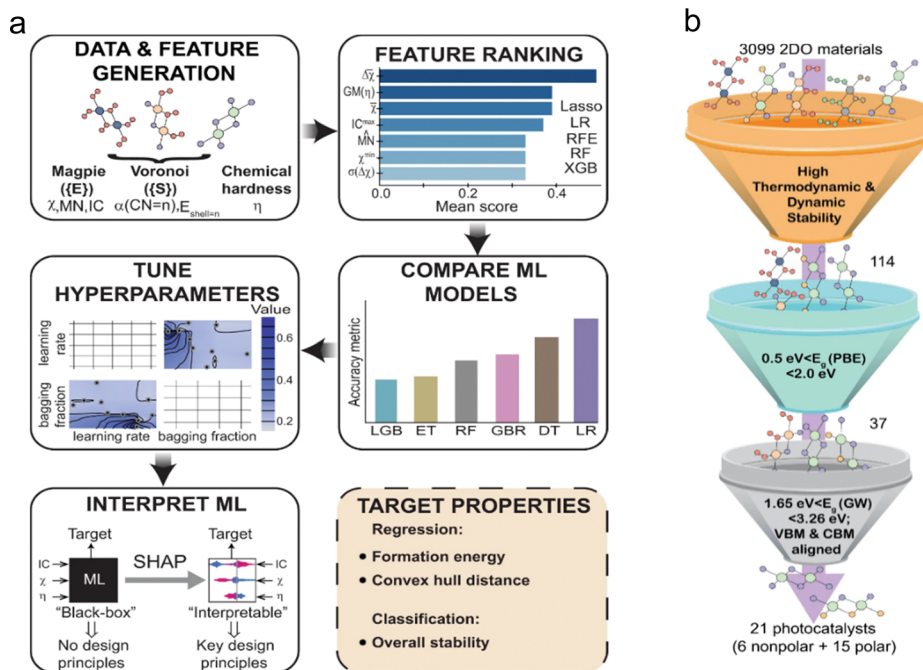 a
DATA & FEATURE
GENERATION
Magpie
({E})
χ,MN,IC
Voronoi
({S})
α(CN=n),E_shell=n
Chemical
hardness
η
FEATURE RANKING
Δχ̄
GM(η)
χ̄
IC^max
MN
χ^min
σ(Δχ)
Lasso
LR
RFE
RF
XGB
0.0
0.2
0.4
Mean score
TUNE
HYPERPARAMETERS
Value
0.6
0.4
0.2
learning
rate
bagging
fraction
learning rate
bagging fraction
COMPARE ML
MODELS
Accuracy metric
LGB ET RF GBR DT LR
INTERPRET ML
Target
Target
IC
χ
η
ML
SHAP
IC
χ
η
"Black-box"
"Interpretable"
No design
principles
Key design
principles
TARGET PROPERTIES
Regression:
● Formation energy
● Convex hull distance
Classification:
● Overall stability
b
3099 2DO materials
High
Thermodynamic &
Dynamic
Stability
114
0.5 eV<E_g(PBE)
<2.0 eV
37
1.65 eV<E_g(GW)
<3.26 eV;
VBM & CBM
aligned
21 photocatalysts
(6 nonpolar + 15 polar)